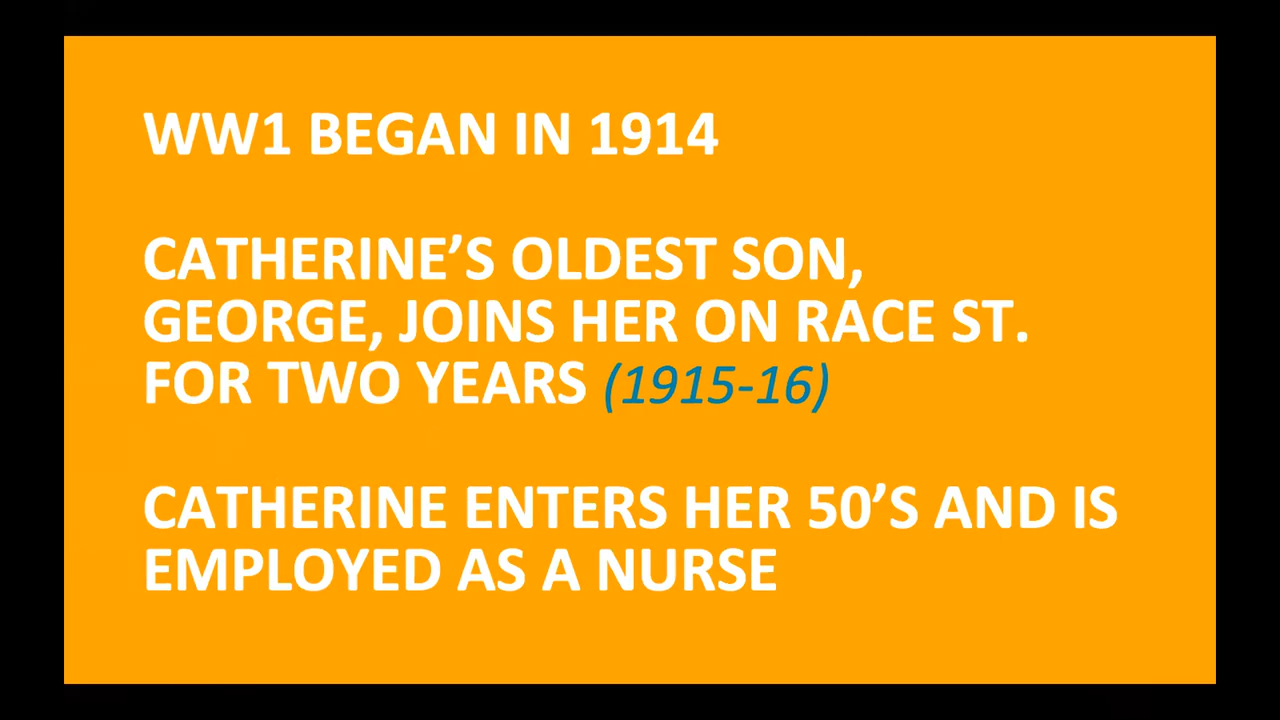 WW1 BEGAN IN 1914
CATHERINE’S OLDEST SON,
GEORGE, JOINS HER ON RACE ST.
FOR TWO YEARS (1915-16)
CATHERINE ENTERS HER 50’S AND IS
EMPLOYED AS A NURSE